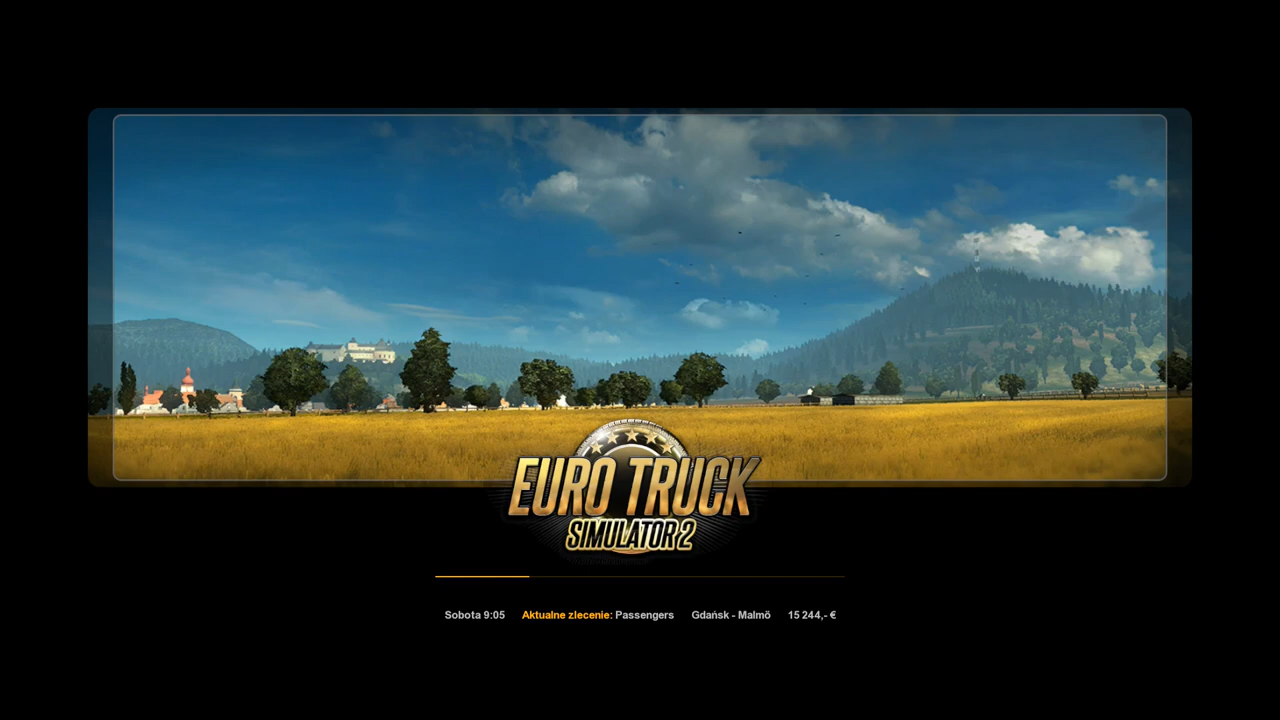 EURO TRUCK
SIMULATOR 2
Sobota 9:05 Aktualne zlecenie: Passengers Gdańsk - Malmö 15 244,- €